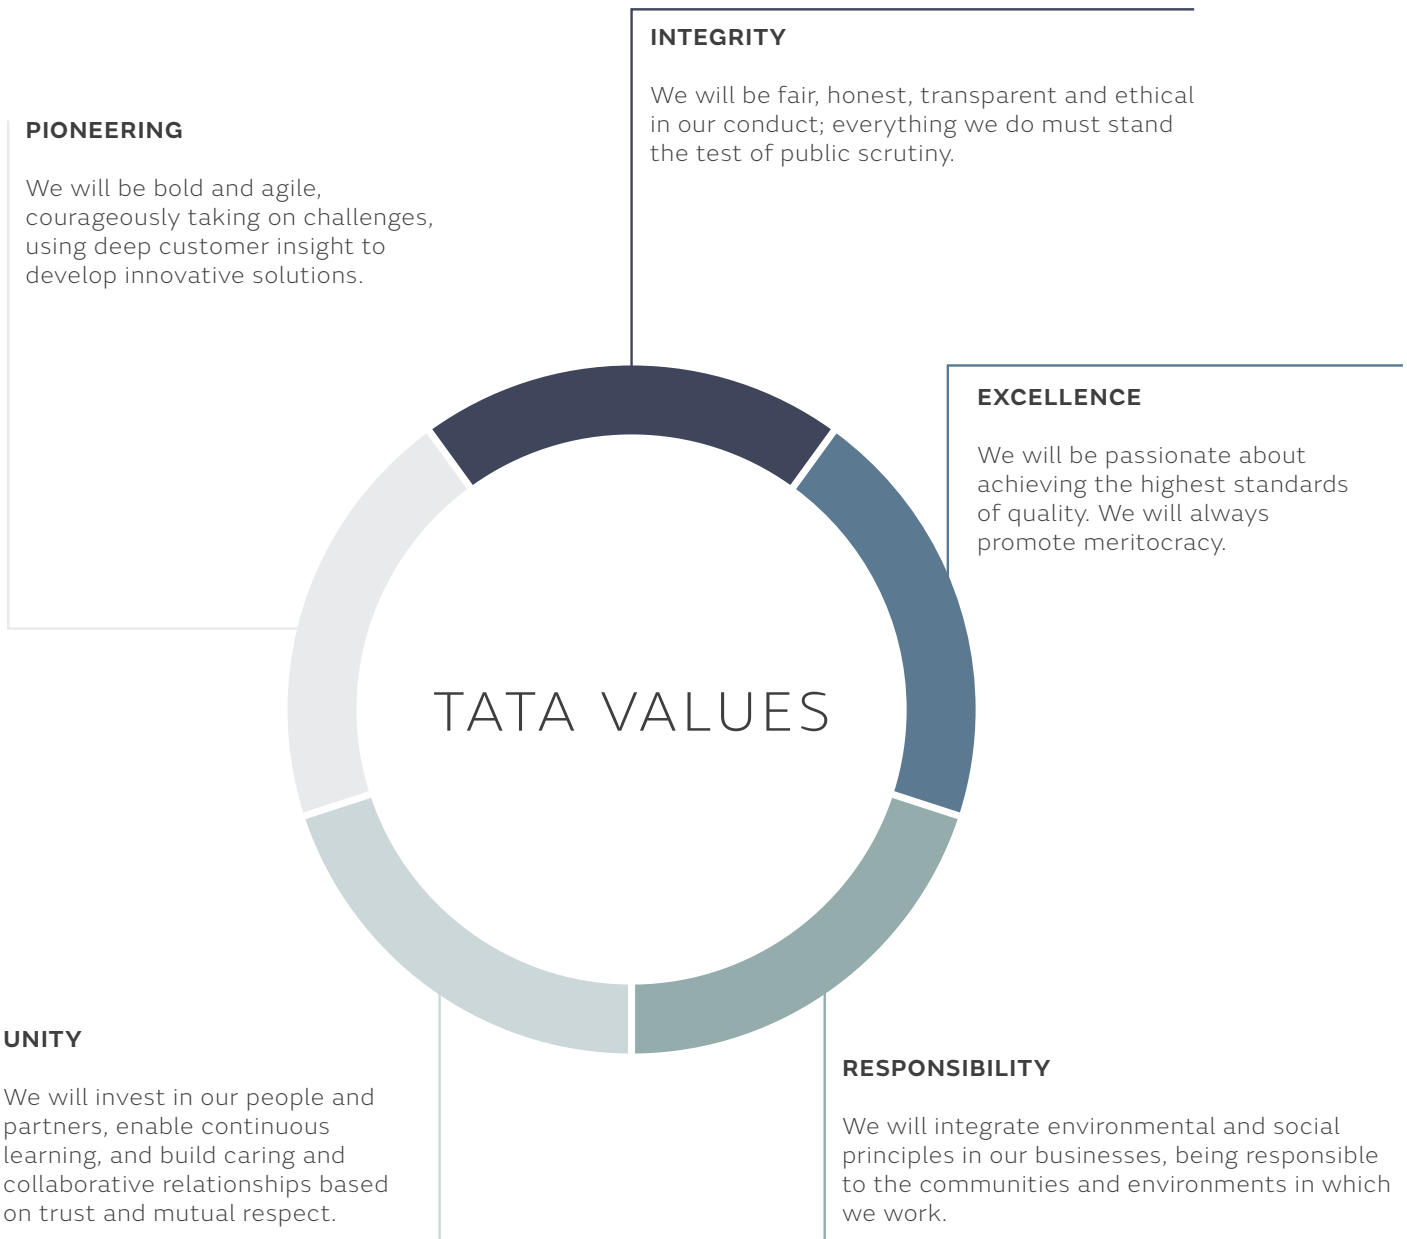 INTEGRITY
We will be fair, honest, transparent and ethical
in our conduct; everything we do must stand
the test of public scrutiny.
PIONEERING
We will be bold and agile,
courageously taking on challenges,
using deep customer insight to
develop innovative solutions.
EXCELLENCE
We will be passionate about
achieving the highest standards
of quality. We will always
promote meritocracy.
TATA VALUES
UNITY
We will invest in our people and
partners, enable continuous
learning, and build caring and
collaborative relationships based
on trust and mutual respect.
RESPONSIBILITY
We will integrate environmental and social
principles in our businesses, being responsible
to the communities and environments in which
we work.